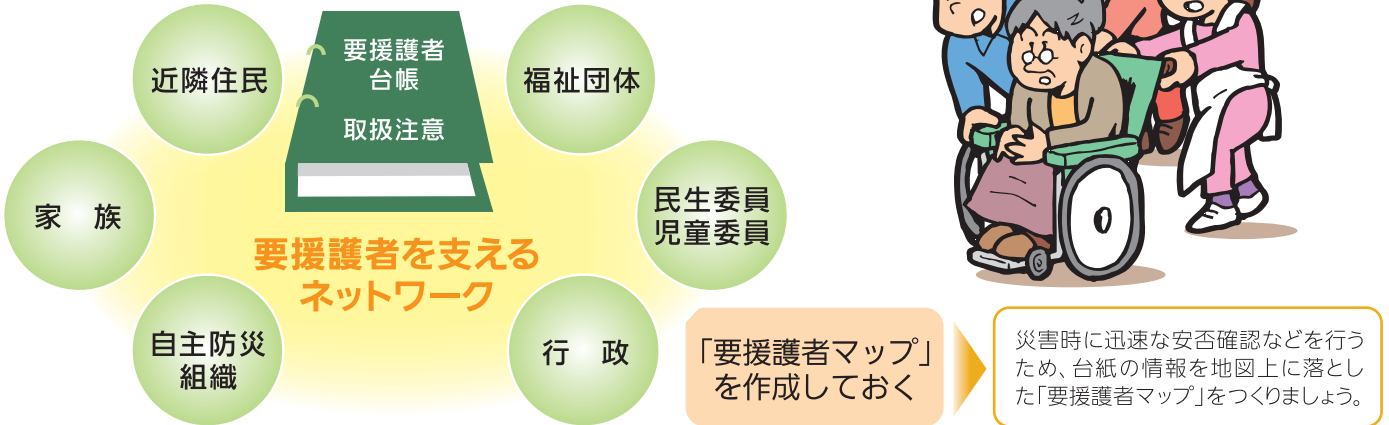 要援護者
台帳
取扱注意
近隣住民
福祉団体
家　族
民生委員
児童委員
要援護者を支える
ネットワーク
自主防災
組織
行　政
「要援護者マップ」
を作成しておく
災害時に迅速な安否確認などを行う
ため、台紙の情報を地図上に落とし
た「要援護者マップ」をつくりましょう。